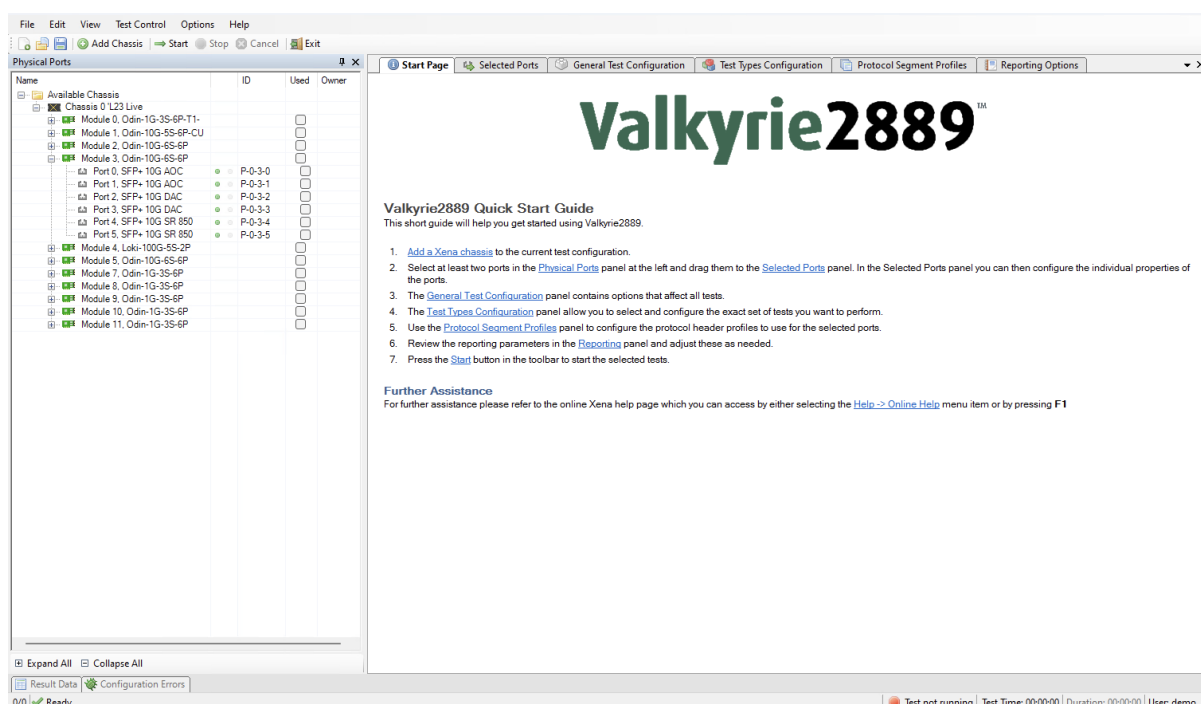 File Edit View Test Control Options Help
Add Chassis Start Stop Cancel Exit
Physical Ports
Start Page Selected Ports General Test Configuration Test Types Configuration Protocol Segment Profiles Reporting Options
Name ID Used Owner
Available Chassis
Chassis 0 'L23 Live
Module 0, Odin-1G-3S-6P-T1-
Module 1, Odin-10G-5S-6P-CU
Module 2, Odin-10G-6S-6P
Module 3, Odin-10G-6S-6P
Port 0, SFP+ 10G AOC P-0-3-0
Port 1, SFP+ 10G AOC P-0-3-1
Port 2, SFP+ 10G DAC P-0-3-2
Port 3, SFP+ 10G DAC P-0-3-3
Port 4, SFP+ 10G SR 850 P-0-3-4
Port 5, SFP+ 10G SR 850 P-0-3-5
Module 4, Loki-100G-5S-2P
Module 5, Odin-10G-6S-6P
Module 7, Odin-1G-3S-6P
Module 8, Odin-1G-3S-6P
Module 9, Odin-1G-3S-6P
Module 10, Odin-1G-3S-6P
Module 11, Odin-1G-3S-6P
Valkyrie2889™
Valkyrie2889 Quick Start Guide
This short guide will help you get started using Valkyrie2889.
1. Add a Xena chassis to the current test configuration.
2. Select at least two ports in the Physical Ports panel at the left and drag them to the Selected Ports panel. In the Selected Ports panel you can then configure the individual properties of
the ports.
3. The General Test Configuration panel contains options that affect all tests.
4. The Test Types Configuration panel allow you to select and configure the exact set of tests you want to perform.
5. Use the Protocol Segment Profiles panel to configure the protocol header profiles to use for the selected ports.
6. Review the reporting parameters in the Reporting panel and adjust these as needed.
7. Press the Start button in the toolbar to start the selected tests.
Further Assistance
For further assistance please refer to the online Xena help page which you can access by either selecting the Help -> Online Help menu item or by pressing F1
Expand All Collapse All
Result Data Configuration Errors
0/0 Ready Test not running Test Time: 00:00:00 Duration: 00:00:00 User: demo